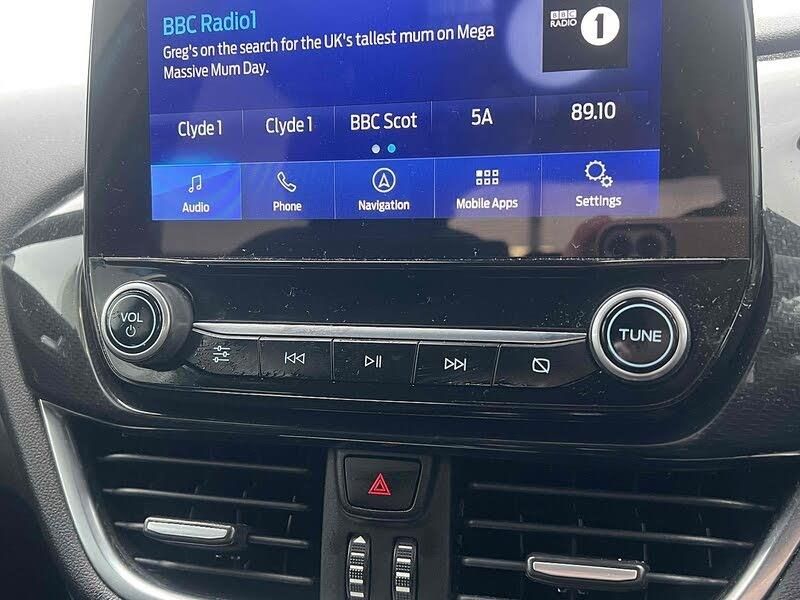 BBC Radio1
Greg's on the search for the UK's tallest mum on Mega
Massive Mum Day.
BBC
RADIO
1
Clyde 1 Clyde 1 BBC Scot 5A 89.10
Audio Phone Navigation Mobile Apps Settings
VOL
TUNE